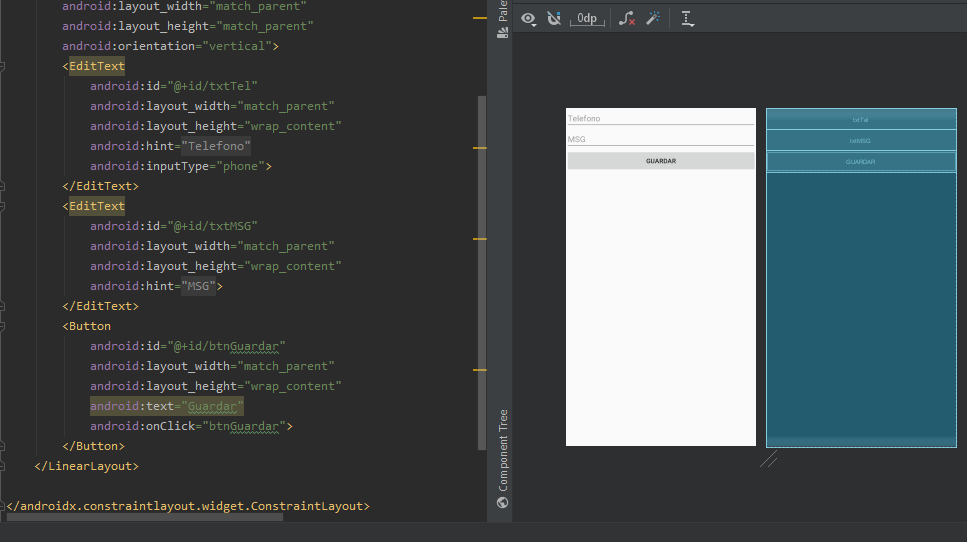 android:layout_width="match_parent"
android:layout_height="match_parent
android:orientation="vertical">
<EditText
android:id="@+id/txtTel"
android:layout_width="match_parent"
android:layout_height="wrap_content"
android:hint="Telefono"
android:inputType="phone">
</EditText>
<EditText
android:id="@+id/txtMSG"
android:layout_width="match_parent"
android:layout_height="wrap_content"
android:hint="MSG">
</EditText>
<Button
android:id="@+id/btnGuardar"
android:layout_width="match_parent"
android:layout_height="wrap_content"
android:text="Guardar"
android:onClick="btnGuardar">
</Button>
</LinearLayout>
</androidx.constraintlayout.widget.ConstraintLayout>
Component Tree
0dp
Telefono
MSG
GUARDAR
txtTel
txtMSG
GUARDAR